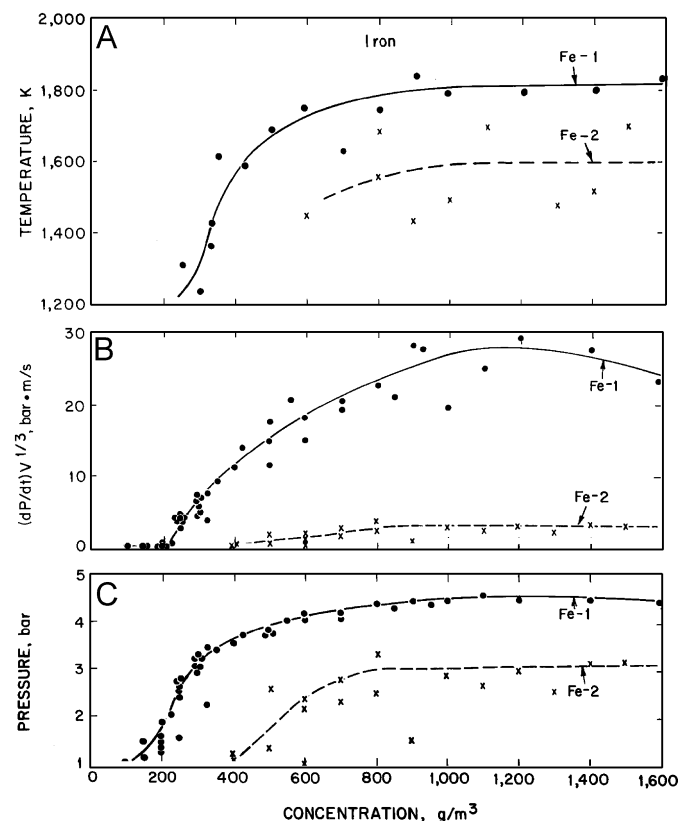 A
Iron
2,000
1,800
1,600
1,400
1,200
TEMPERATURE, K
Fe-1
Fe-2
B
30
20
10
0
(dP/dt)V 1/3, bar•m/s
Fe-1
Fe-2
C
5
4
3
2
1
PRESSURE, bar
Fe-1
Fe-2
0 200 400 600 800 1,000 1,200 1,400 1,600
CONCENTRATION, g/m³